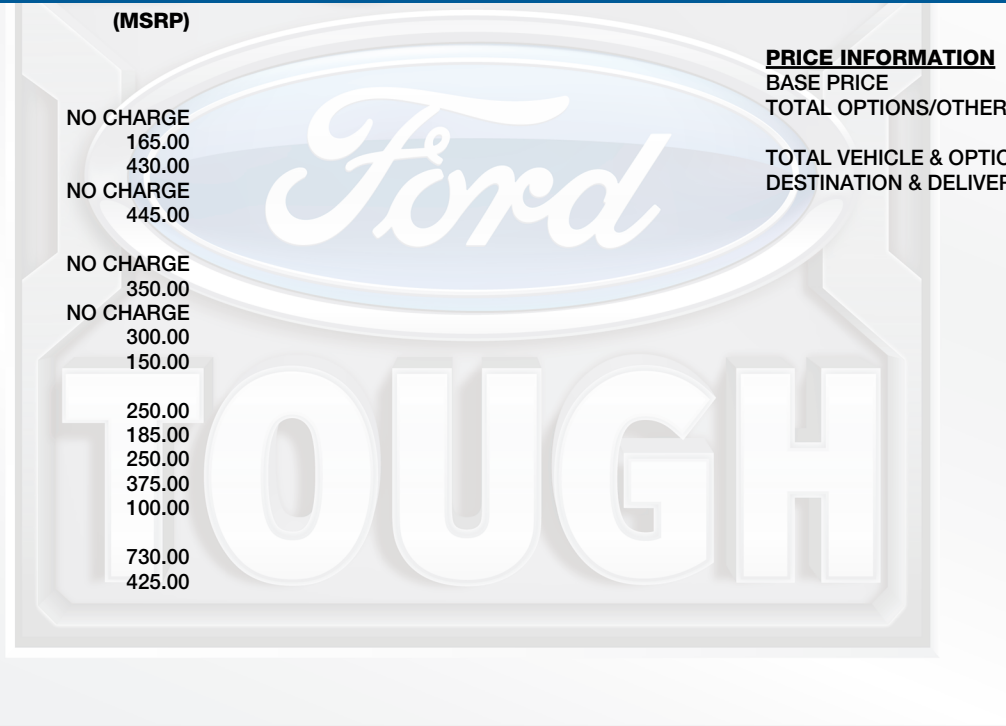 (MSRP)
NO CHARGE
165.00
430.00
NO CHARGE
445.00
NO CHARGE
350.00
NO CHARGE
300.00
150.00
250.00
185.00
250.00
375.00
100.00
730.00
425.00
PRICE INFORMATION
BASE PRICE
TOTAL OPTIONS/OTHER
TOTAL VEHICLE & OPTIO
DESTINATION & DELIVER
Ford
TOUGH